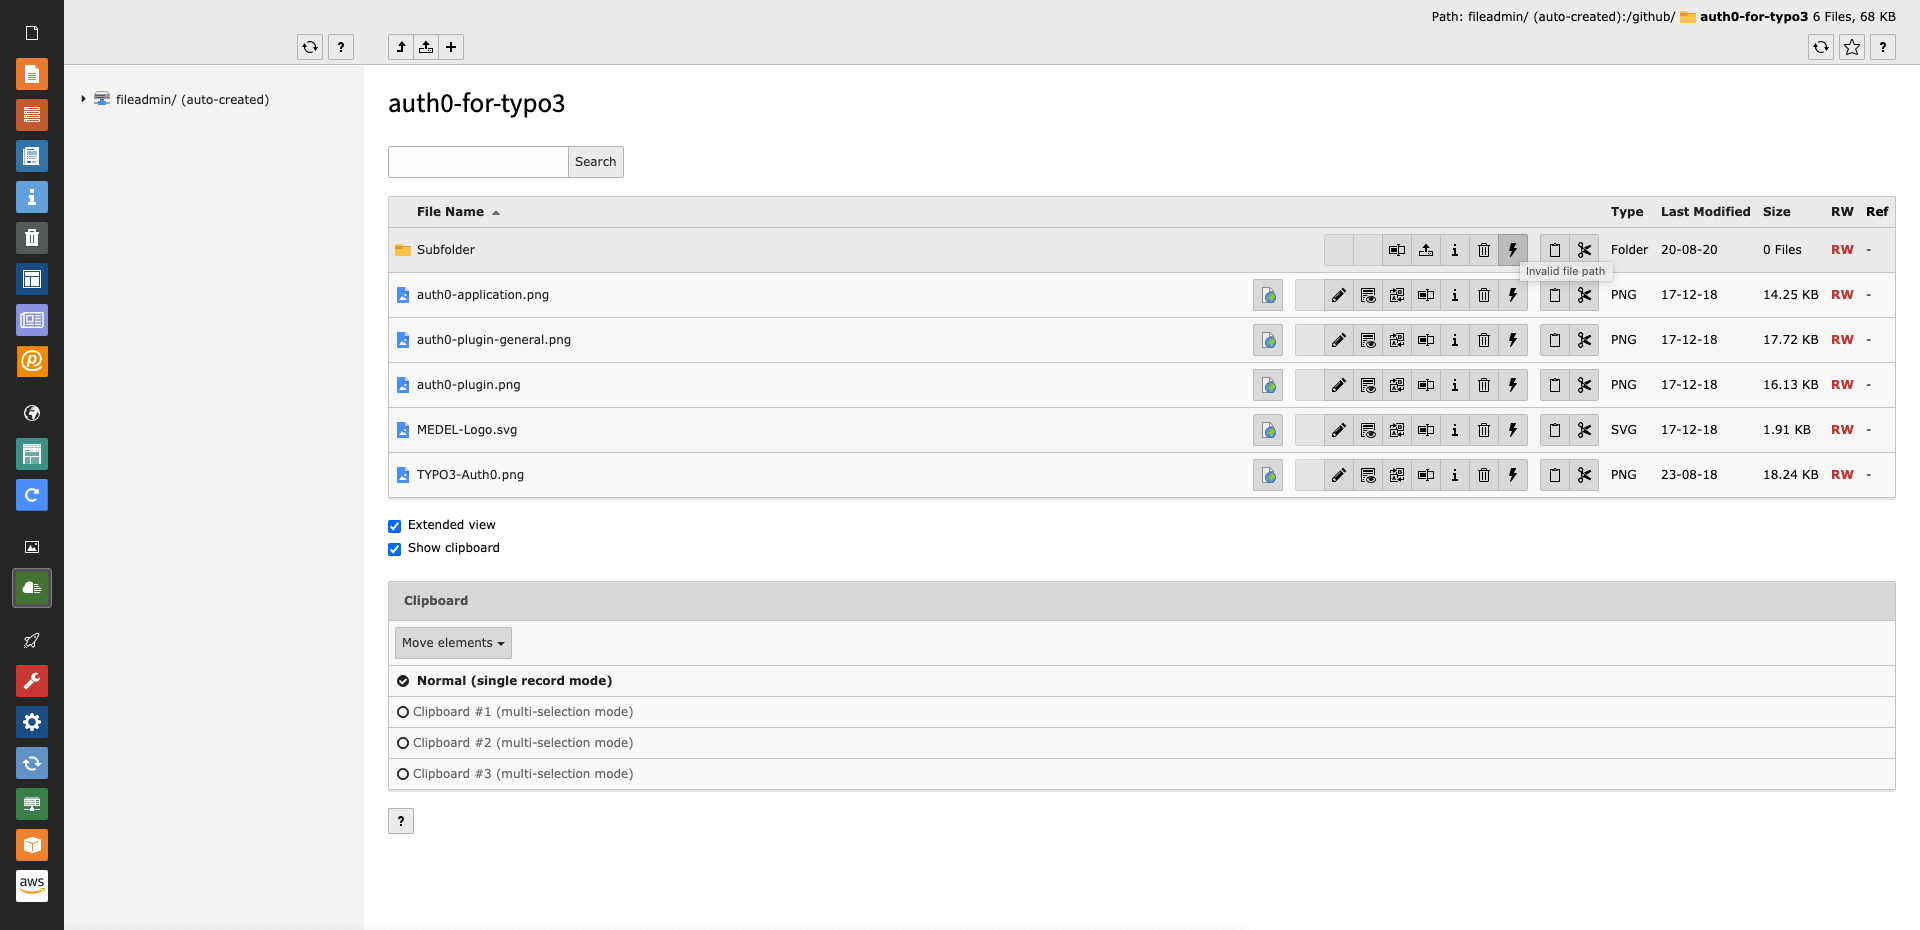 Path: fileadmin/ (auto-created):/github/ auth0-for-typo3 6 Files, 68 KB
?
?
fileadmin/ (auto-created)
auth0-for-typo3
Search
File Name Type Last Modified Size RW Ref
Subfolder Folder 20-08-20 0 Files RW -
Invalid file path
auth0-application.png PNG 17-12-18 14.25 KB RW -
auth0-plugin-general.png PNG 17-12-18 17.72 KB RW -
auth0-plugin.png PNG 17-12-18 16.13 KB RW -
MEDEL-Logo.svg SVG 17-12-18 1.91 KB RW -
TYPO3-Auth0.png PNG 23-08-18 18.24 KB RW -
Extended view
Show clipboard
Clipboard
Move elements
Normal (single record mode)
Clipboard #1 (multi-selection mode)
Clipboard #2 (multi-selection mode)
Clipboard #3 (multi-selection mode)
?
aws